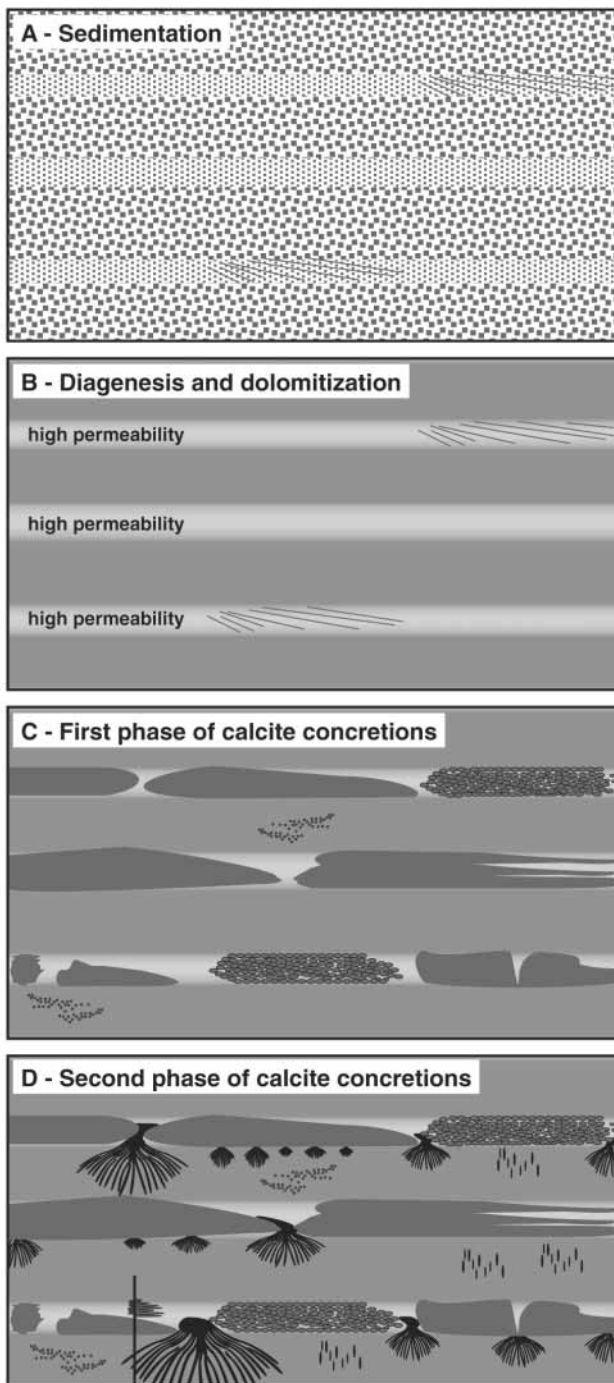 A - Sedimentation
B - Diagenesis and dolomitization
high permeability
high permeability
high permeability
C - First phase of calcite concretions
D - Second phase of calcite concretions